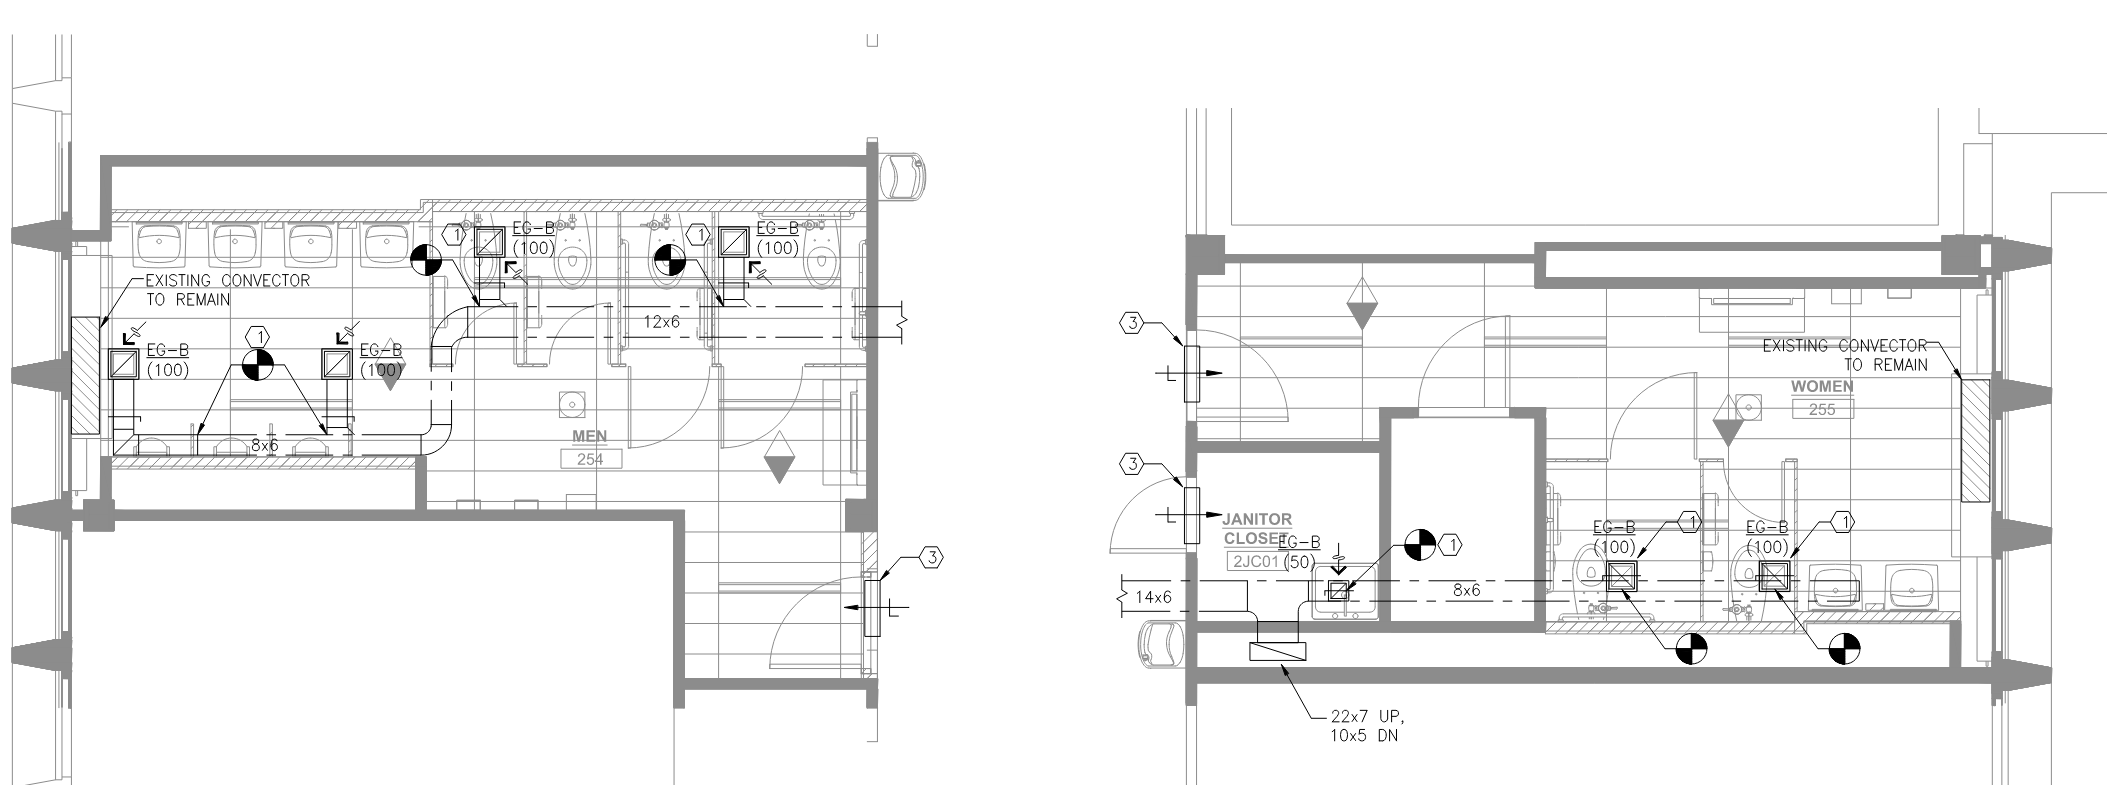 1
EG-B
(100)
1
EG-B
(100)
EXISTING CONVECTOR
TO REMAIN
12x6
1
EG-B
(100)
EG-B
(100)
8x6
MEN
254
3
3
EXISTING CONVECTOR
TO REMAIN
WOMEN
255
3
JANITOR
CLOSET
2JC01
EG-B
(50)
1
EG-B
(100)
1
EG-B
(100)
1
14x6
8x6
22x7 UP,
10x5 DN